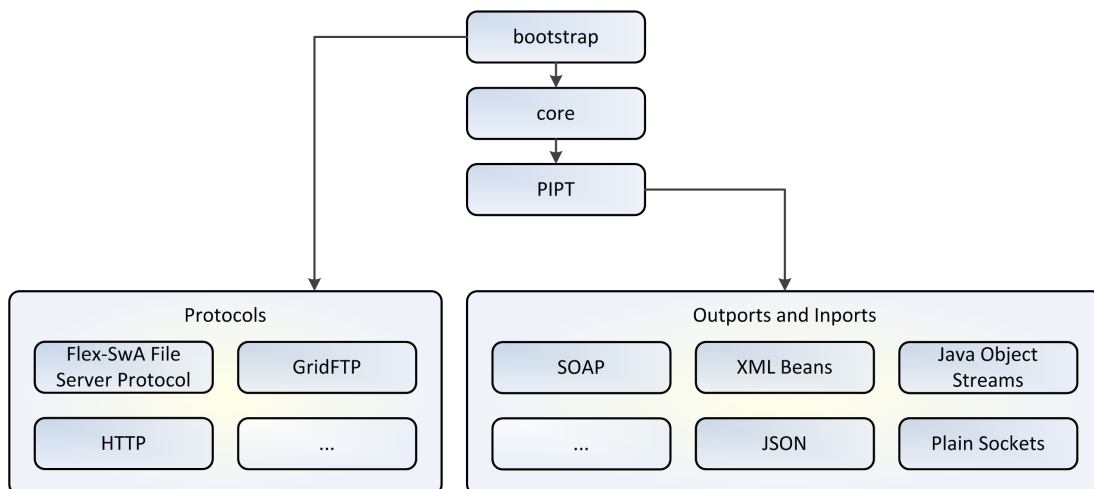 bootstrap
core
PIPT
Protocols
Flex-SwA File
Server Protocol
GridFTP
HTTP
...
Outports and Inports
SOAP
XML Beans
Java Object
Streams
...
JSON
Plain Sockets